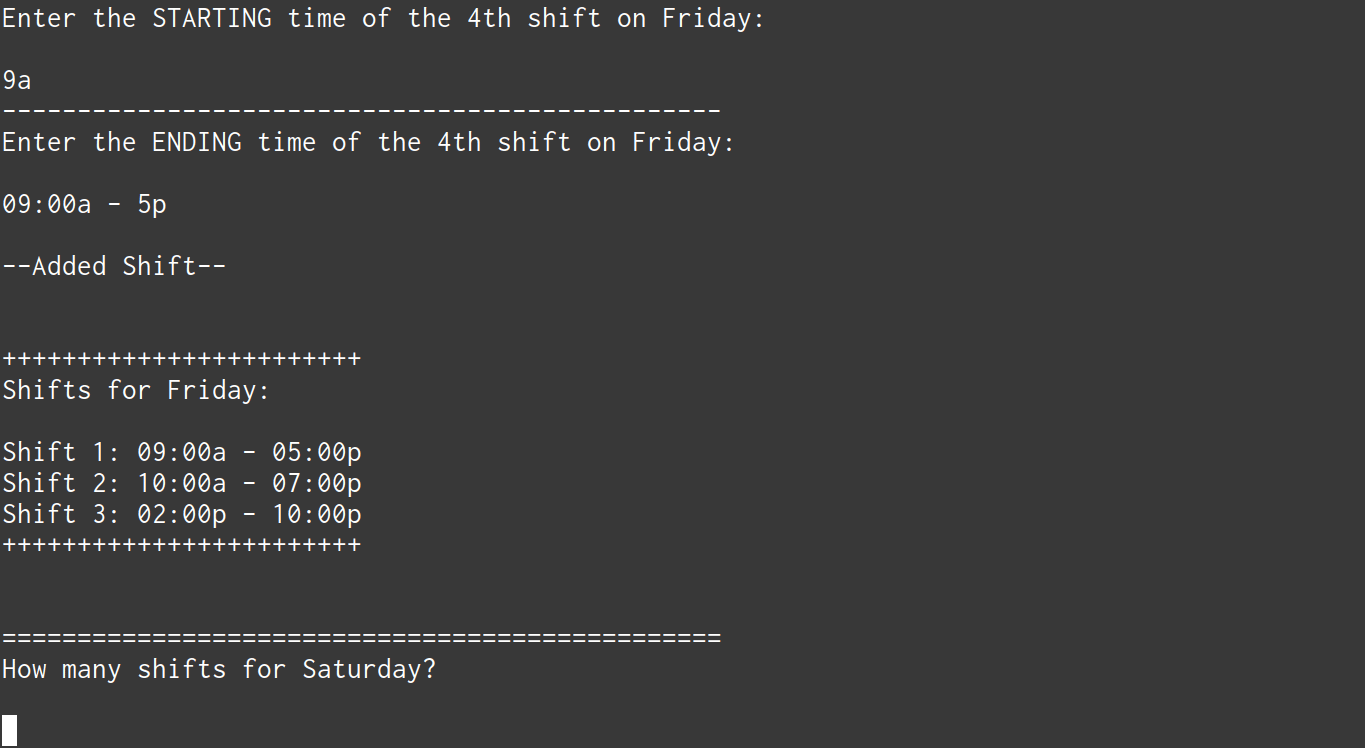 Enter the STARTING time of the 4th shift on Friday:
9a
------------------------------------------------
Enter the ENDING time of the 4th shift on Friday:
09:00a - 5p
--Added Shift--
++++++++++++++++++++++++
Shifts for Friday:
Shift 1: 09:00a - 05:00p
Shift 2: 10:00a - 07:00p
Shift 3: 02:00p - 10:00p
++++++++++++++++++++++++
================================================
How many shifts for Saturday?